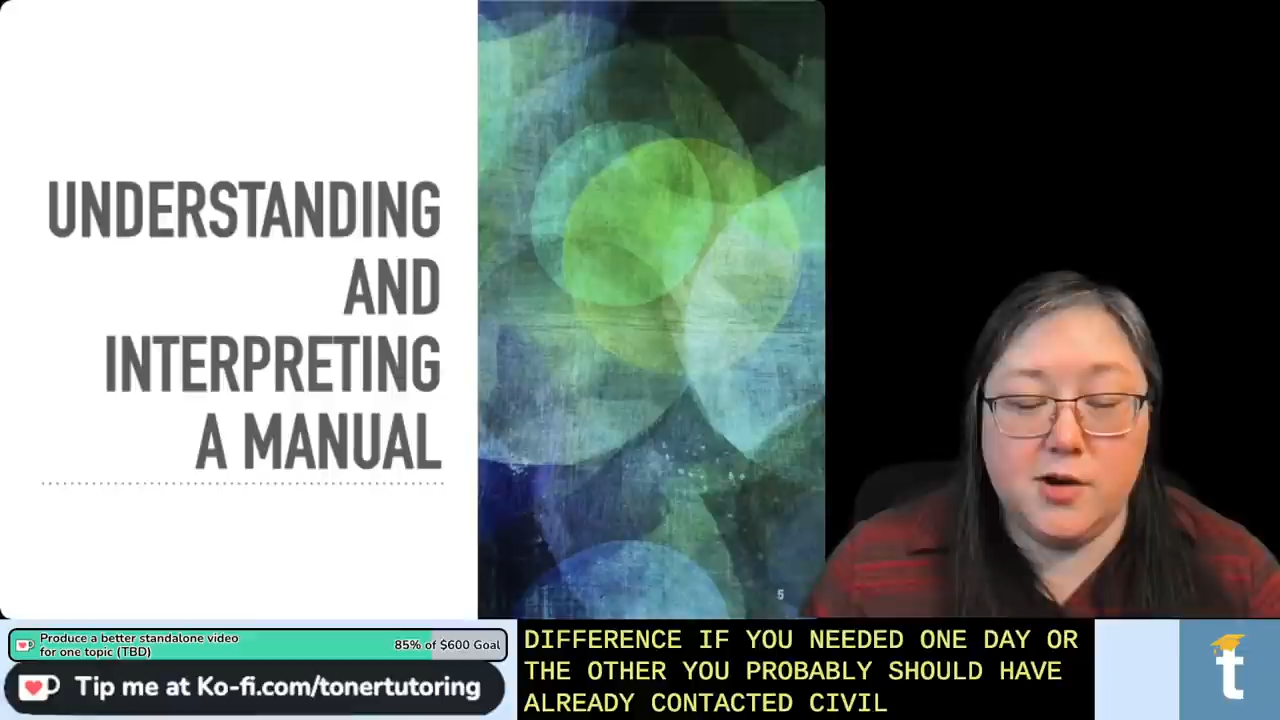 UNDERSTANDING
AND
INTERPRETING
A MANUAL
5
Produce a better standalone video
for one topic (TBD)
85% of $600 Goal
Tip me at Ko-fi.com/tonertutoring
DIFFERENCE IF YOU NEEDED ONE DAY OR
THE OTHER YOU PROBABLY SHOULD HAVE
ALREADY CONTACTED CIVIL
t